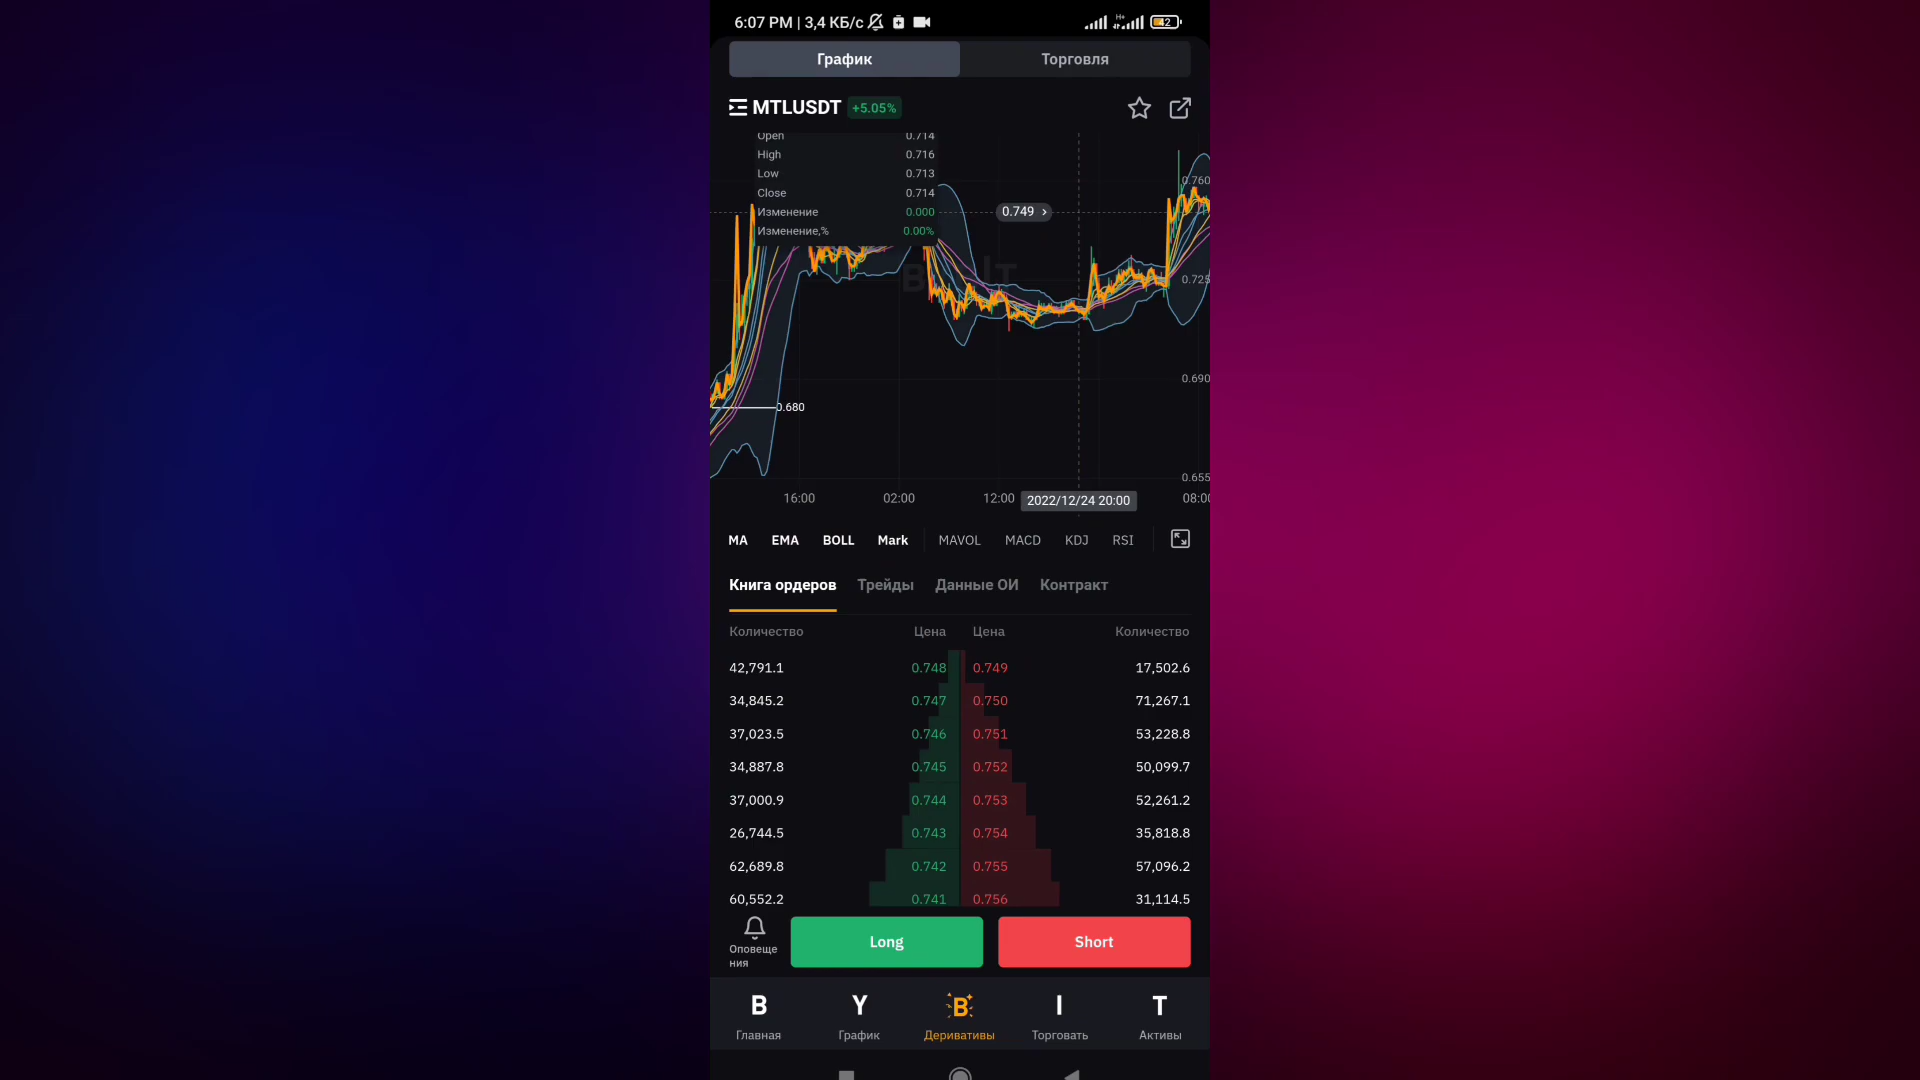 6:07 PM | 3,4 КБ/с
H+
42
График Торговля
MTLUSDT +5.05%
Open 0.714
High 0.716
Low 0.713
Close 0.714
Изменение 0.000
Изменение,% 0.00%
0.760
0.749
0.725
0.690
0.680
0.655
16:00 02:00 12:00 2022/12/24 20:00 08:00
MA EMA BOLL Mark MAVOL MACD KDJ RSI
Книга ордеров Трейды Данные ОИ Контракт
Количество Цена Цена Количество
42,791.1 0.748 0.749 17,502.6
34,845.2 0.747 0.750 71,267.1
37,023.5 0.746 0.751 53,228.8
34,887.8 0.745 0.752 50,099.7
37,000.9 0.744 0.753 52,261.2
26,744.5 0.743 0.754 35,818.8
62,689.8 0.742 0.755 57,096.2
60,552.2 0.741 0.756 31,114.5
Оповеще
ния
Long Short
B Y B I T
Главная График Деривативы Торговать Активы